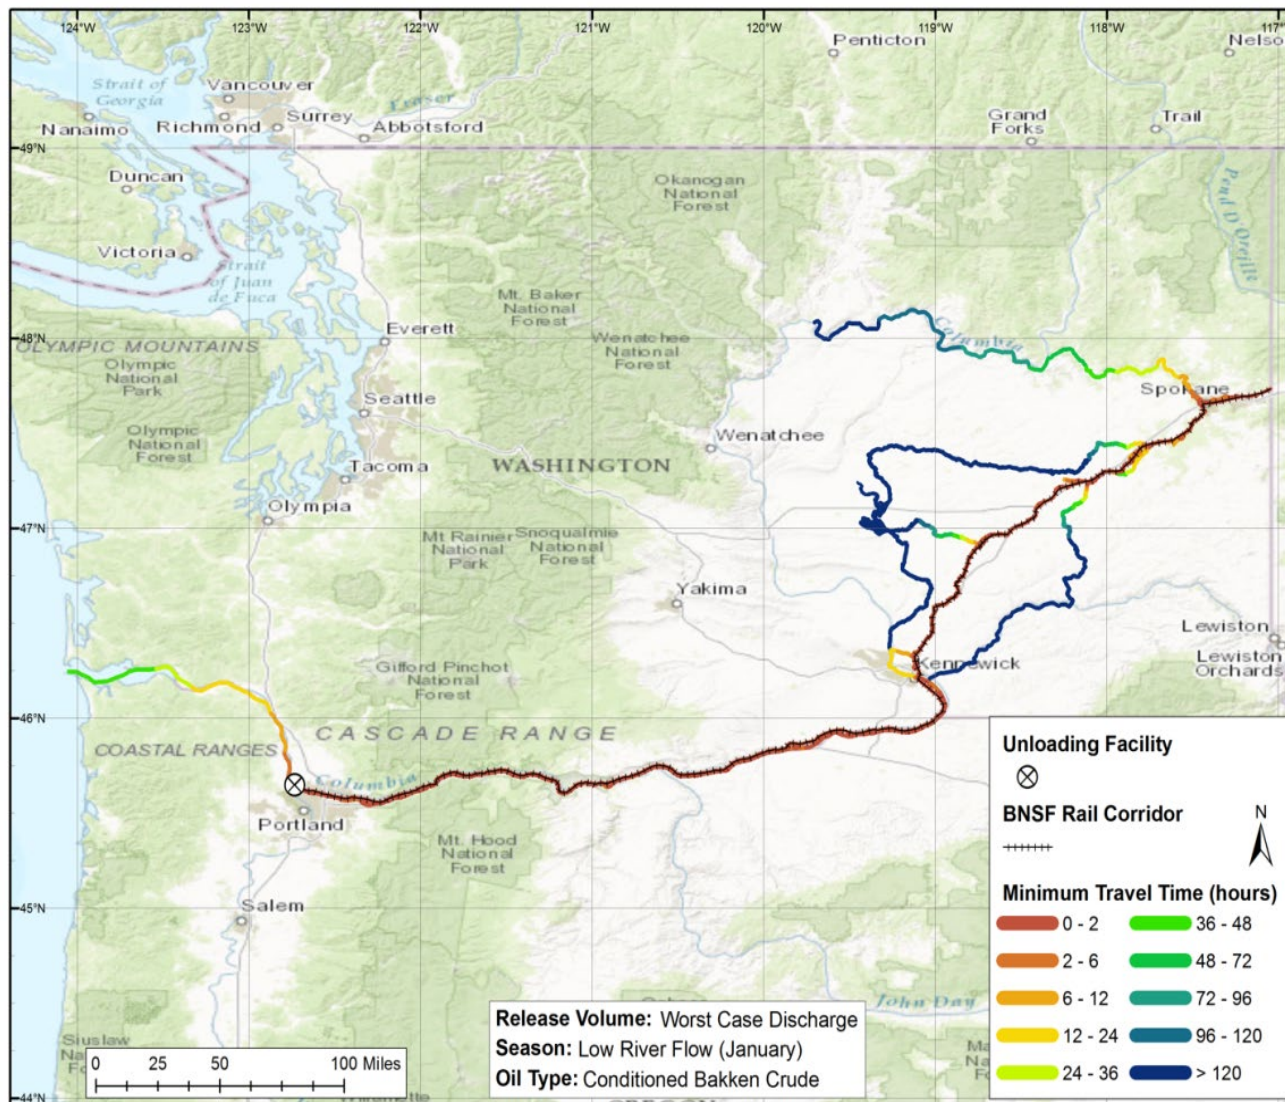 124°W
122°W
121°W
120°W
119°W
118°W
Penticton
Nelso
Strait of
Georgia
Vancouver
Fraser
Nanaimo
Richmond
Surrey
Abbotsford
Grand
Forks
Trail
49°N
Duncan
Okanogan
National
Forest
Pend D'Oreille
Victoria
Strait
of Juan
de Fuca
Mt. Baker
National
Forest
Everett
48°N
OLYMPIC MOUNTAINS
Olympic
National
Park
Wenatchee
National
Forest
Columbia
Spokane
Seattle
Olympic
National
Forest
Wenatchee
Tacoma
WASHINGTON
Olympia
47°N
Mt Rainier
National
Park
Snoqualmie
National
Forest
Yakima
Lewiston
Lewiston
Orchards
Gifford Pinchot
National
Forest
Kennewick
46°N
CASCADE RANGE
COASTAL RANGES
Columbia
Portland
Mt. Hood
National
Forest
45°N
Salem
John Day
Siuslaw
44°N
Unloading Facility
BNSF Rail Corridor
N
Minimum Travel Time (hours)
0 - 2
36 - 48
2 - 6
48 - 72
6 - 12
72 - 96
12 - 24
96 - 120
24 - 36
> 120
Release Volume: Worst Case Discharge
Season: Low River Flow (January)
Oil Type: Conditioned Bakken Crude
0 25 50 100 Miles